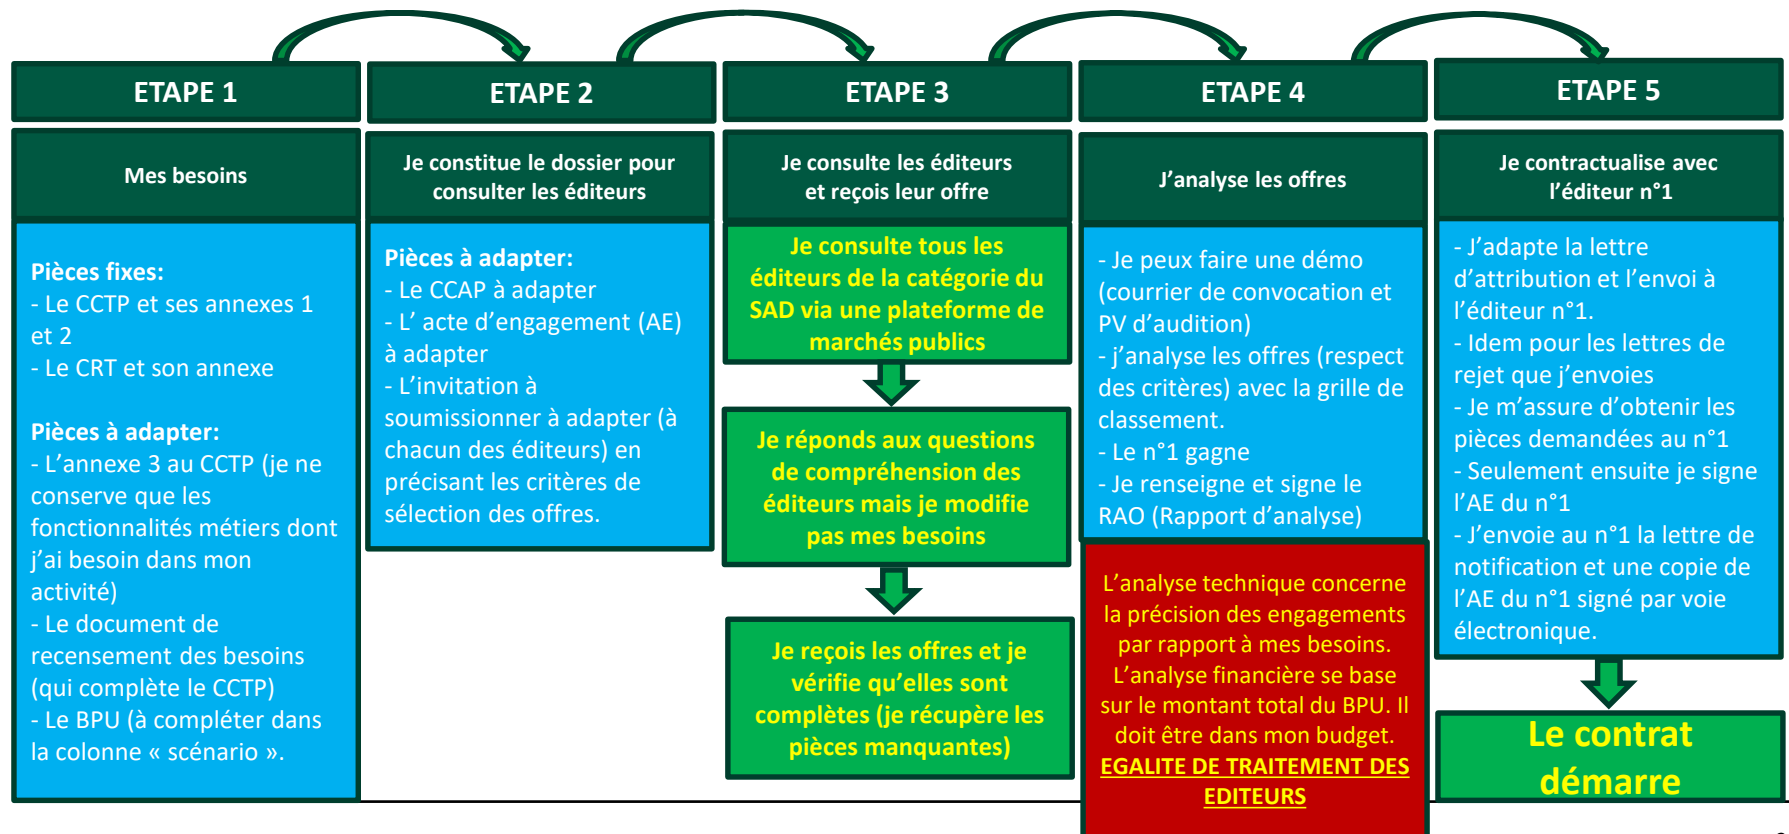 ETAPE 1
Mes besoins
Pièces fixes:
- Le CCTP et ses annexes 1
et 2
- Le CRT et son annexe
Pièces à adapter:
- L’annexe 3 au CCTP (je ne
conserve que les
fonctionnalités métiers dont
j’ai besoin dans mon
activité)
- Le document de
recensement des besoins
(qui complète le CCTP)
- Le BPU (à compléter dans
la colonne « scénario ».
ETAPE 2
Je constitue le dossier pour
consulter les éditeurs
Pièces à adapter:
- Le CCAP à adapter
- L’ acte d’engagement (AE)
à adapter
- L’invitation à
soumissionner à adapter (à
chacun des éditeurs) en
précisant les critères de
sélection des offres.
ETAPE 3
Je consulte les éditeurs
et reçois leur offre
Je consulte tous les
éditeurs de la catégorie du
SAD via une plateforme de
marchés publics
Je réponds aux questions
de compréhension des
éditeurs mais je modifie
pas mes besoins
Je reçois les offres et je
vérifie qu’elles sont
complètes (je récupère les
pièces manquantes)
ETAPE 4
J’analyse les offres
- Je peux faire une démo
(courrier de convocation et
PV d’audition)
- j’analyse les offres (respect
des critères) avec la grille de
classement.
- Le n°1 gagne
- Je renseigne et signe le
RAO (Rapport d’analyse)
L’analyse technique concerne
la précision des engagements
par rapport à mes besoins.
L’analyse financière se base
sur le montant total du BPU. Il
doit être dans mon budget.
EGALITE DE TRAITEMENT DES
EDITEURS
ETAPE 5
Je contractualise avec
l’éditeur n°1
- J’adapte la lettre
d’attribution et l’envoi à
l’éditeur n°1.
- Idem pour les lettres de
rejet que j’envoies
- Je m’assure d’obtenir les
pièces demandées au n°1
- Seulement ensuite je signe
l’AE du n°1
- J’envoie au n°1 la lettre de
notification et une copie de
l’AE du n°1 signé par voie
électronique.
Le contrat
démarre